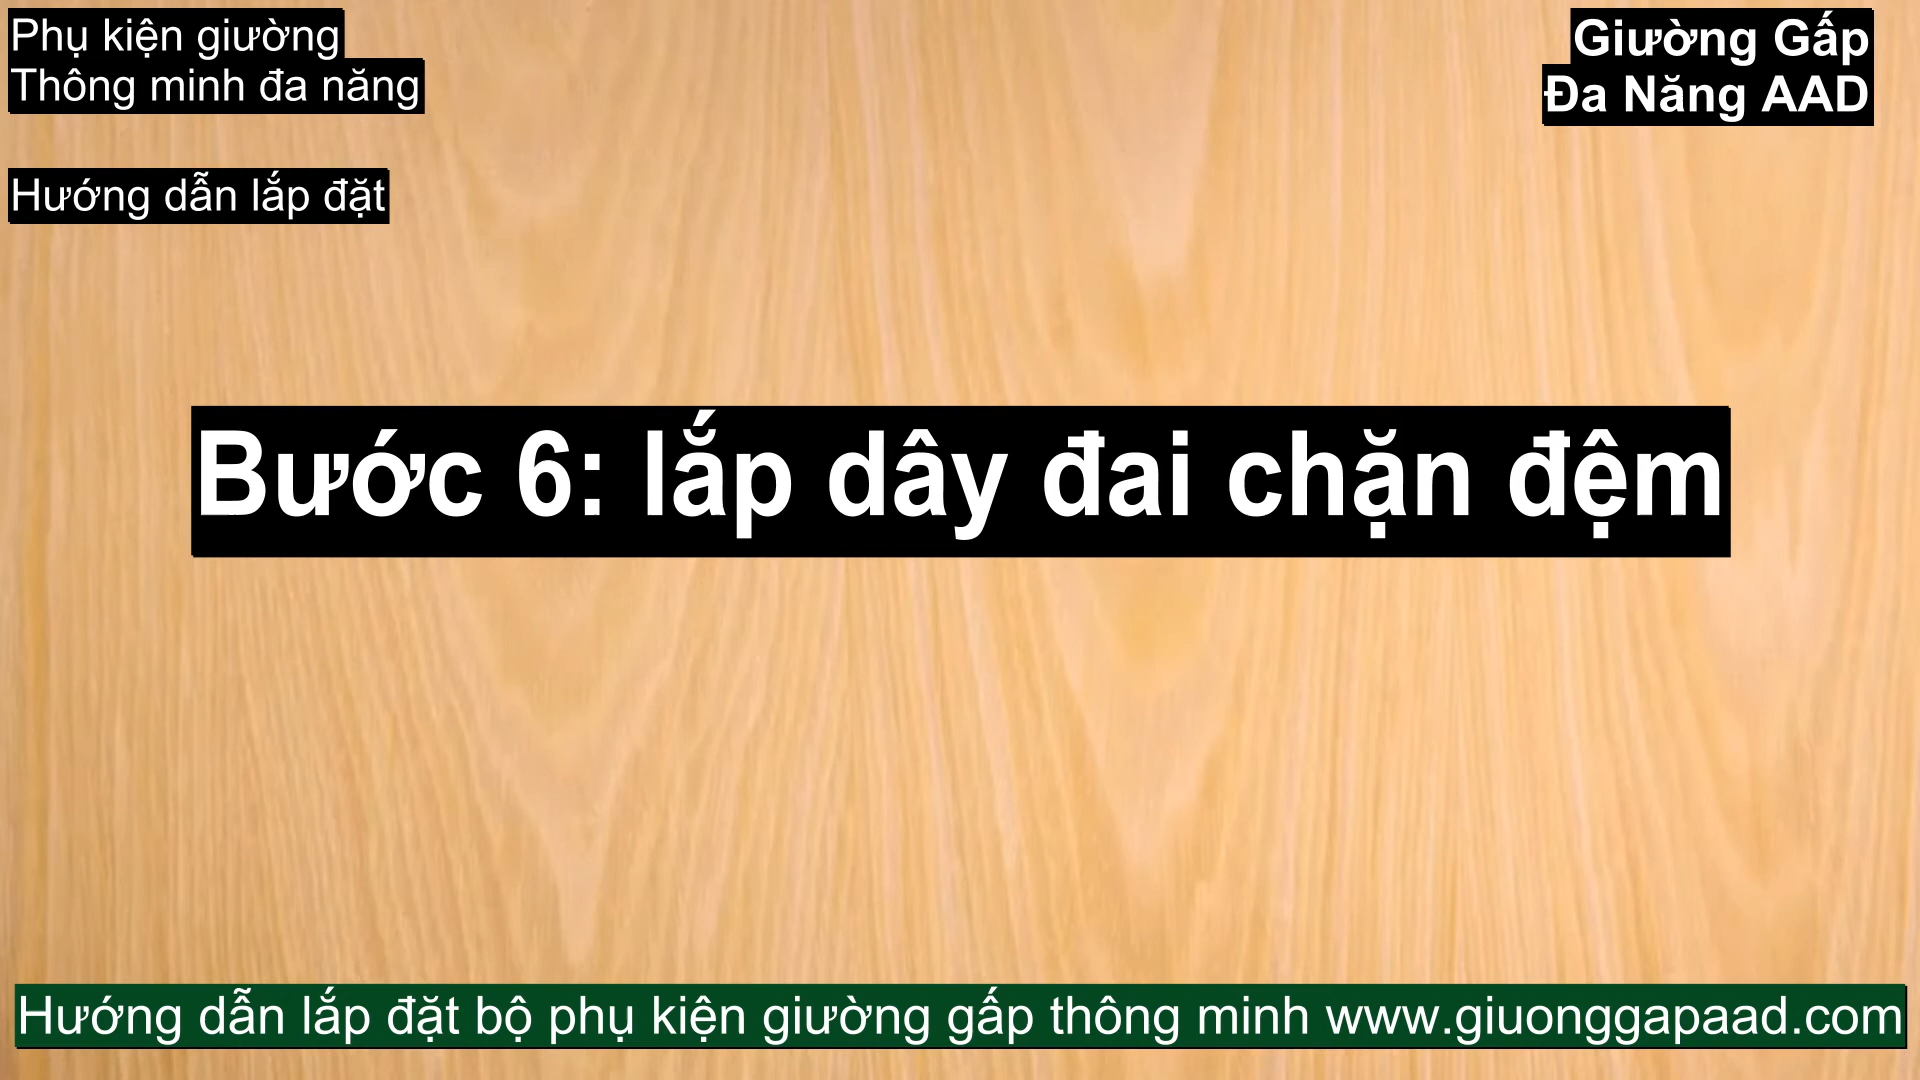 Phụ kiện giường
Thông minh đa năng
Giường Gấp
Đa Năng AAD
Hướng dẫn lắp đặt
Bước 6: lắp dây đai chặn đệm
Hướng dẫn lắp đặt bộ phụ kiện giường gấp thông minh www.giuonggapaad.com